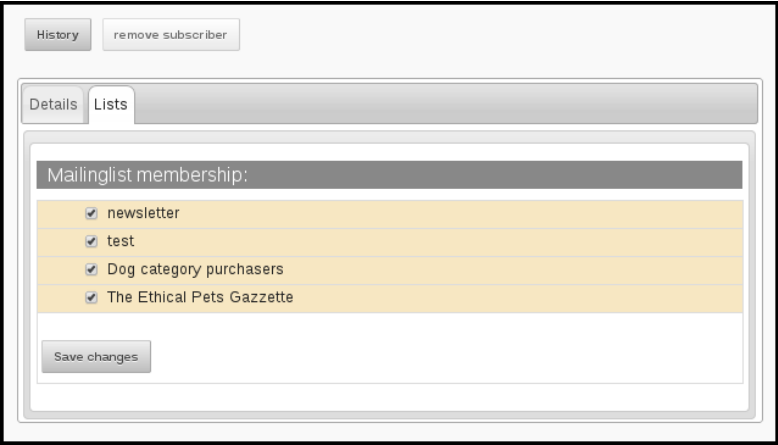 History remove subscriber
Details Lists
Mailinglist membership:
newsletter
test
Dog category purchasers
The Ethical Pets Gazzette
Save changes